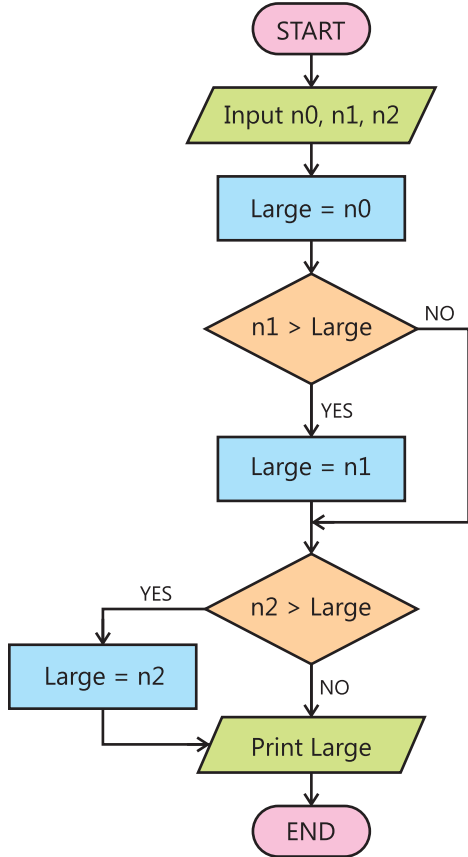 START
Input n0, n1, n2
Large = n0
n1 > Large
NO
YES
Large = n1
n2 > Large
YES
Large = n2
NO
Print Large
END